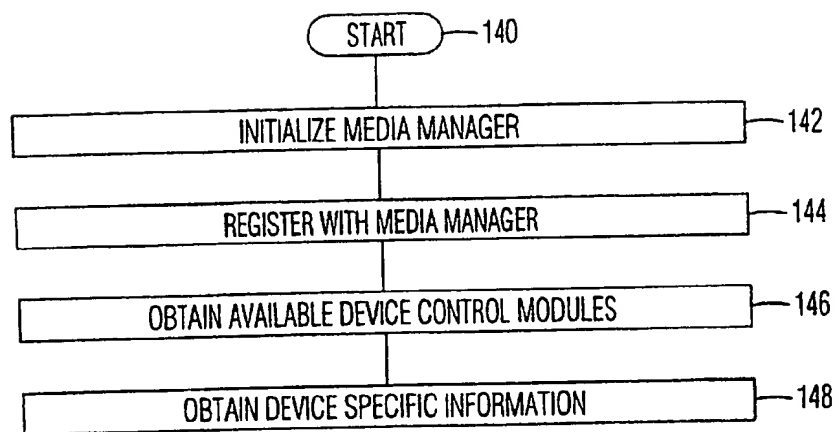 START 140
INITIALIZE MEDIA MANAGER 142
REGISTER WITH MEDIA MANAGER 144
OBTAIN AVAILABLE DEVICE CONTROL MODULES 146
OBTAIN DEVICE SPECIFIC INFORMATION 148